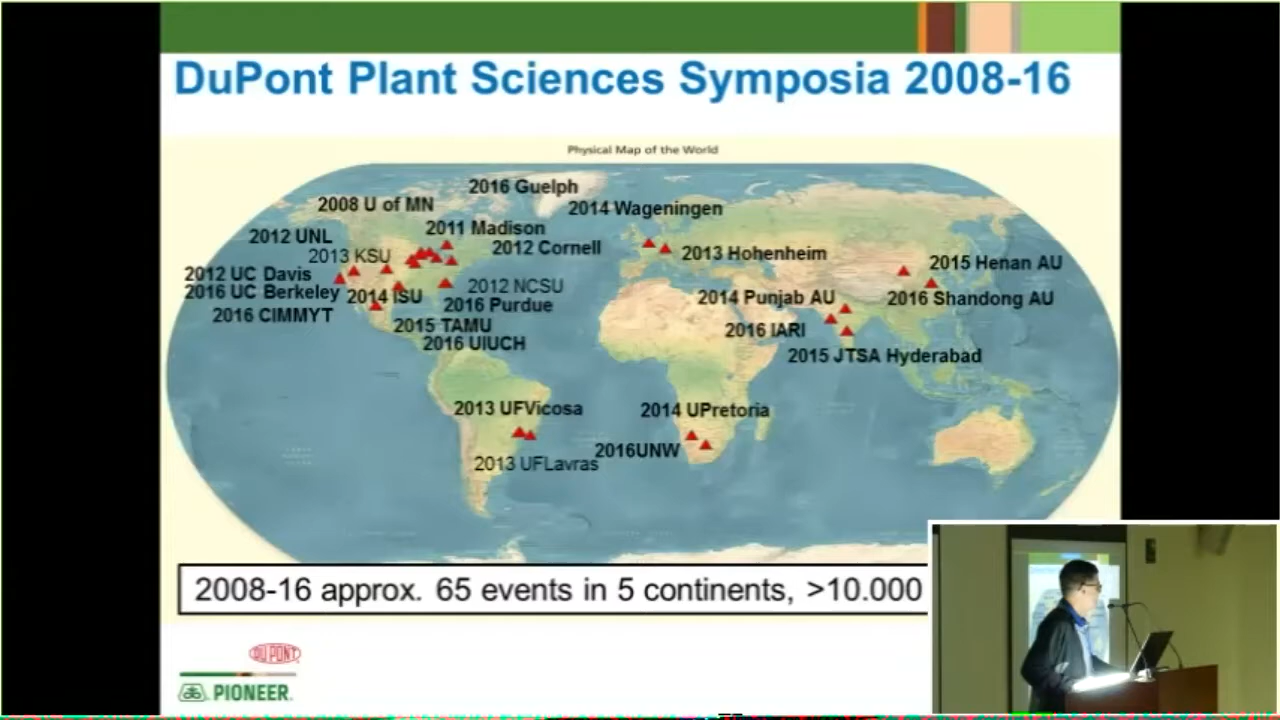 DuPont Plant Sciences Symposia 2008-16
Physical Map of the World
2016 Guelph
2008 U of MN
2014 Wageningen
2011 Madison
2012 UNL
2012 Cornell
2013 KSU
2013 Hohenheim
2015 Henan AU
2012 UC Davis
2012 NCSU
2016 UC Berkeley
2014 ISU
2014 Punjab AU
2016 Shandong AU
2016 Purdue
2016 CIMMYT
2015 TAMU
2016 IARI
2016 UIUCH
2015 JTSA Hyderabad
2013 UFVicosa
2014 UPretoria
2016UNW
2013 UFLavras
2008-16 approx. 65 events in 5 continents, >10.000
DUPONT
PIONEER.